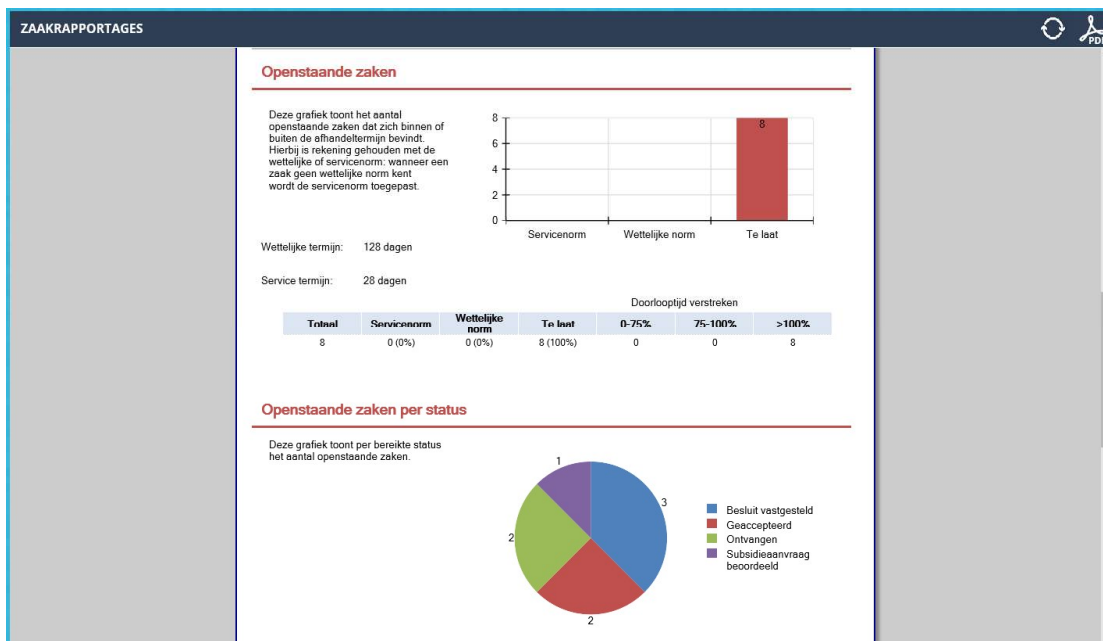 ZAAKRAPPORTAGES
PDF
Openstaande zaken
Deze grafiek toont het aantal
openstaande zaken dat zich binnen of
buiten de afhandeltermijn bevindt.
Hierbij is rekening gehouden met de
wettelijke of servicenorm: wanneer een
zaak geen wettelijke norm kent
wordt de servicenorm toegepast.
8
6
4
2
0
8
Servicenorm Wettelijke norm Te laat
Wettelijke termijn: 128 dagen
Service termijn: 28 dagen
Doorlooptijd verstreken
Totaal Servicenorm Wettelijke norm Te laat 0-75% 75-100% >100%
8 0 (0%) 0 (0%) 8 (100%) 0 0 8
Openstaande zaken per status
Deze grafiek toont per bereikte status
het aantal openstaande zaken.
1
3
2
2
Besluit vastgesteld
Geaccepteerd
Ontvangen
Subsidieaanvraag
beoordeeld